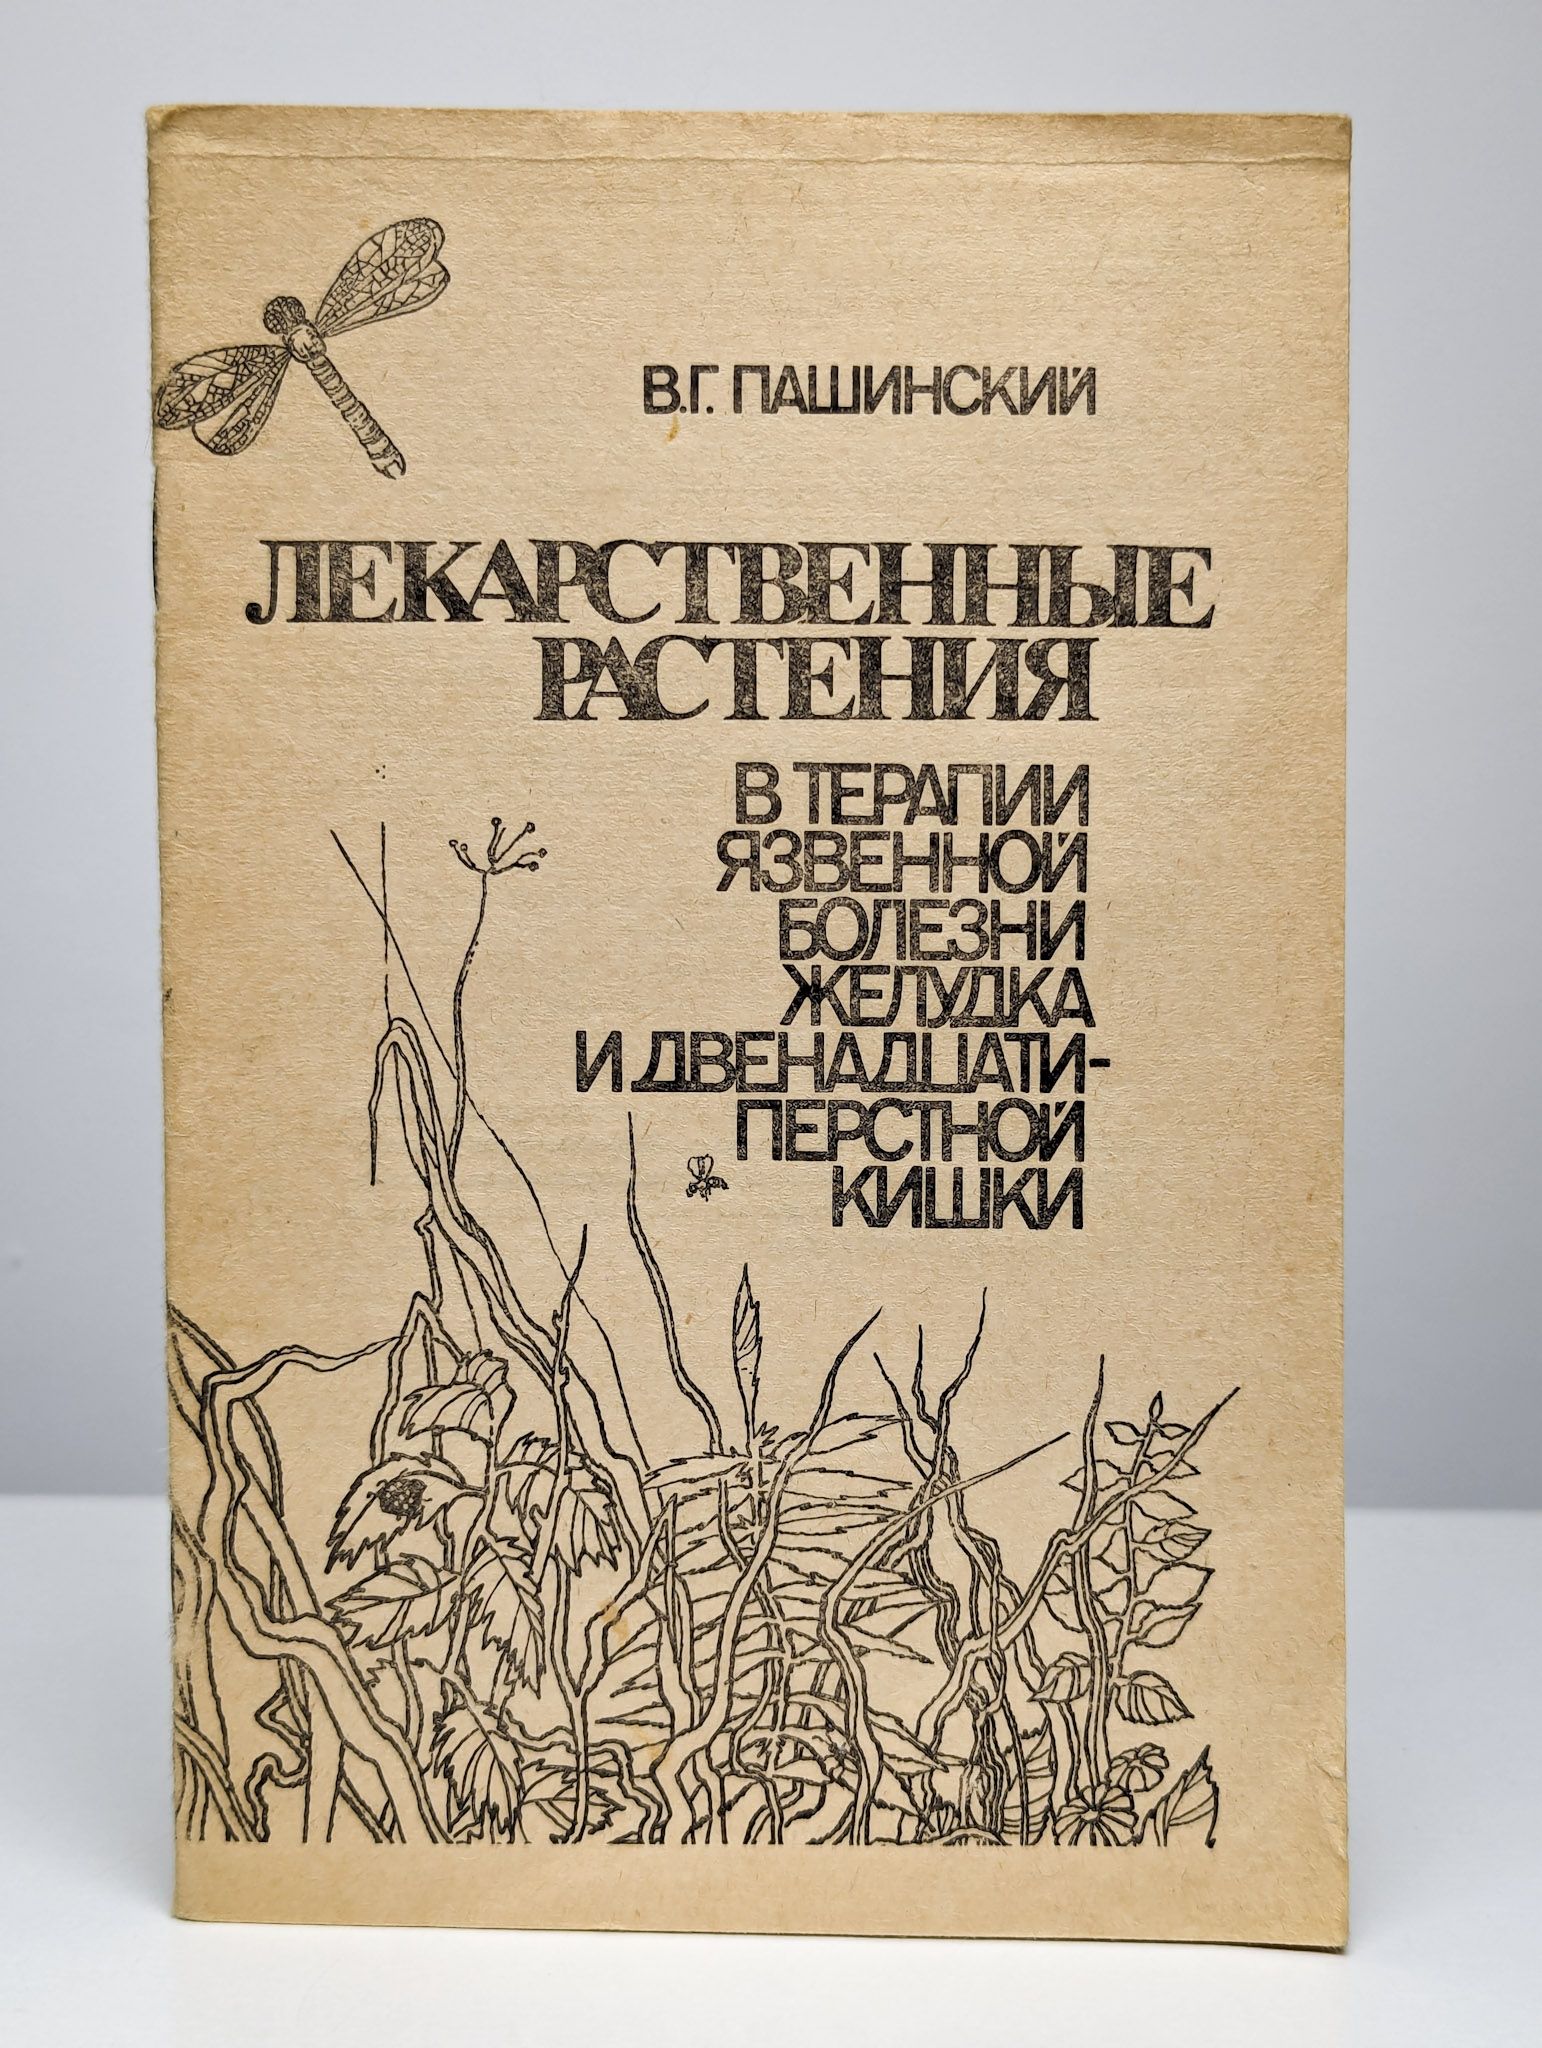 В.Г. ПАШИНСКИЙ
ЛЕКАРСТВЕННЫЕ
РАСТЕНИЯ
В ТЕРАПИИ
ЯЗВЕННОЙ
БОЛЕЗНИ
ЖЕЛУДКА
И ДВЕНАДЦАТИ-
ПЕРСТНОЙ
КИШКИ